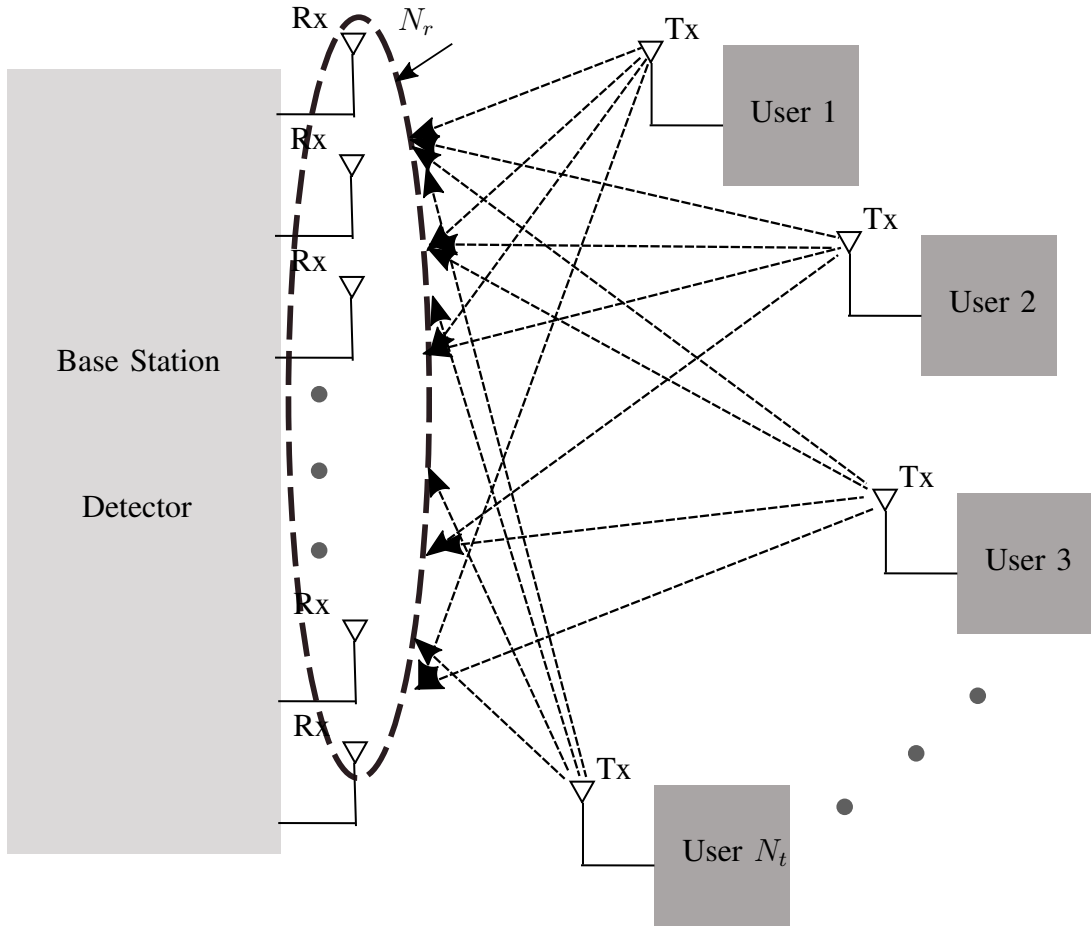 Rx
N_r
Tx
User 1
Rx
Tx
Rx
User 2
Base Station
Tx
Detector
User 3
Rx
Rx
Tx
User N_t